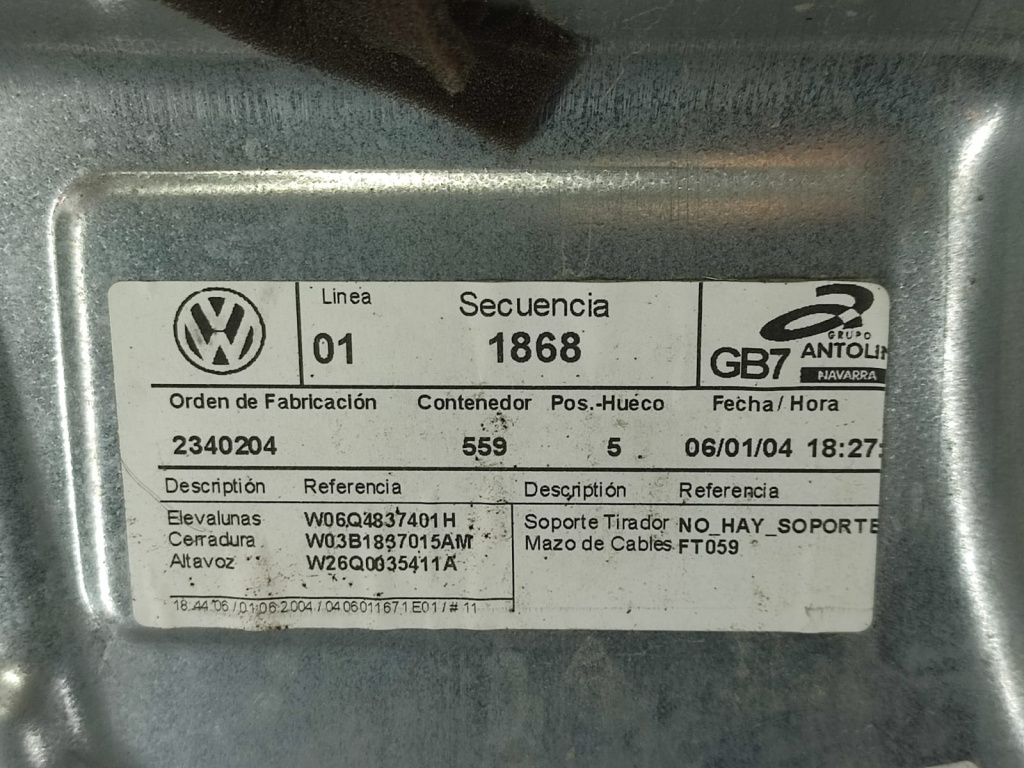 Linea Secuencia
01 1868
GRUPO
ANTOLIN
GB7
NAVARRA
Orden de Fabricación Contenedor Pos.-Hueco Fecha/ Hora
2340204 559 5 06/01/04 18:27:
Descriptión Referencia Descriptión Referencia
Elevalunas W06Q4837401H Soporte Tirador NO_HAY_SOPORTE
Cerradura W03B1837015AM Mazo de Cables FT059
Altavoz W26Q0035411A
18.44.06 / 01.06.2004 / 0406011671E01 / # 11